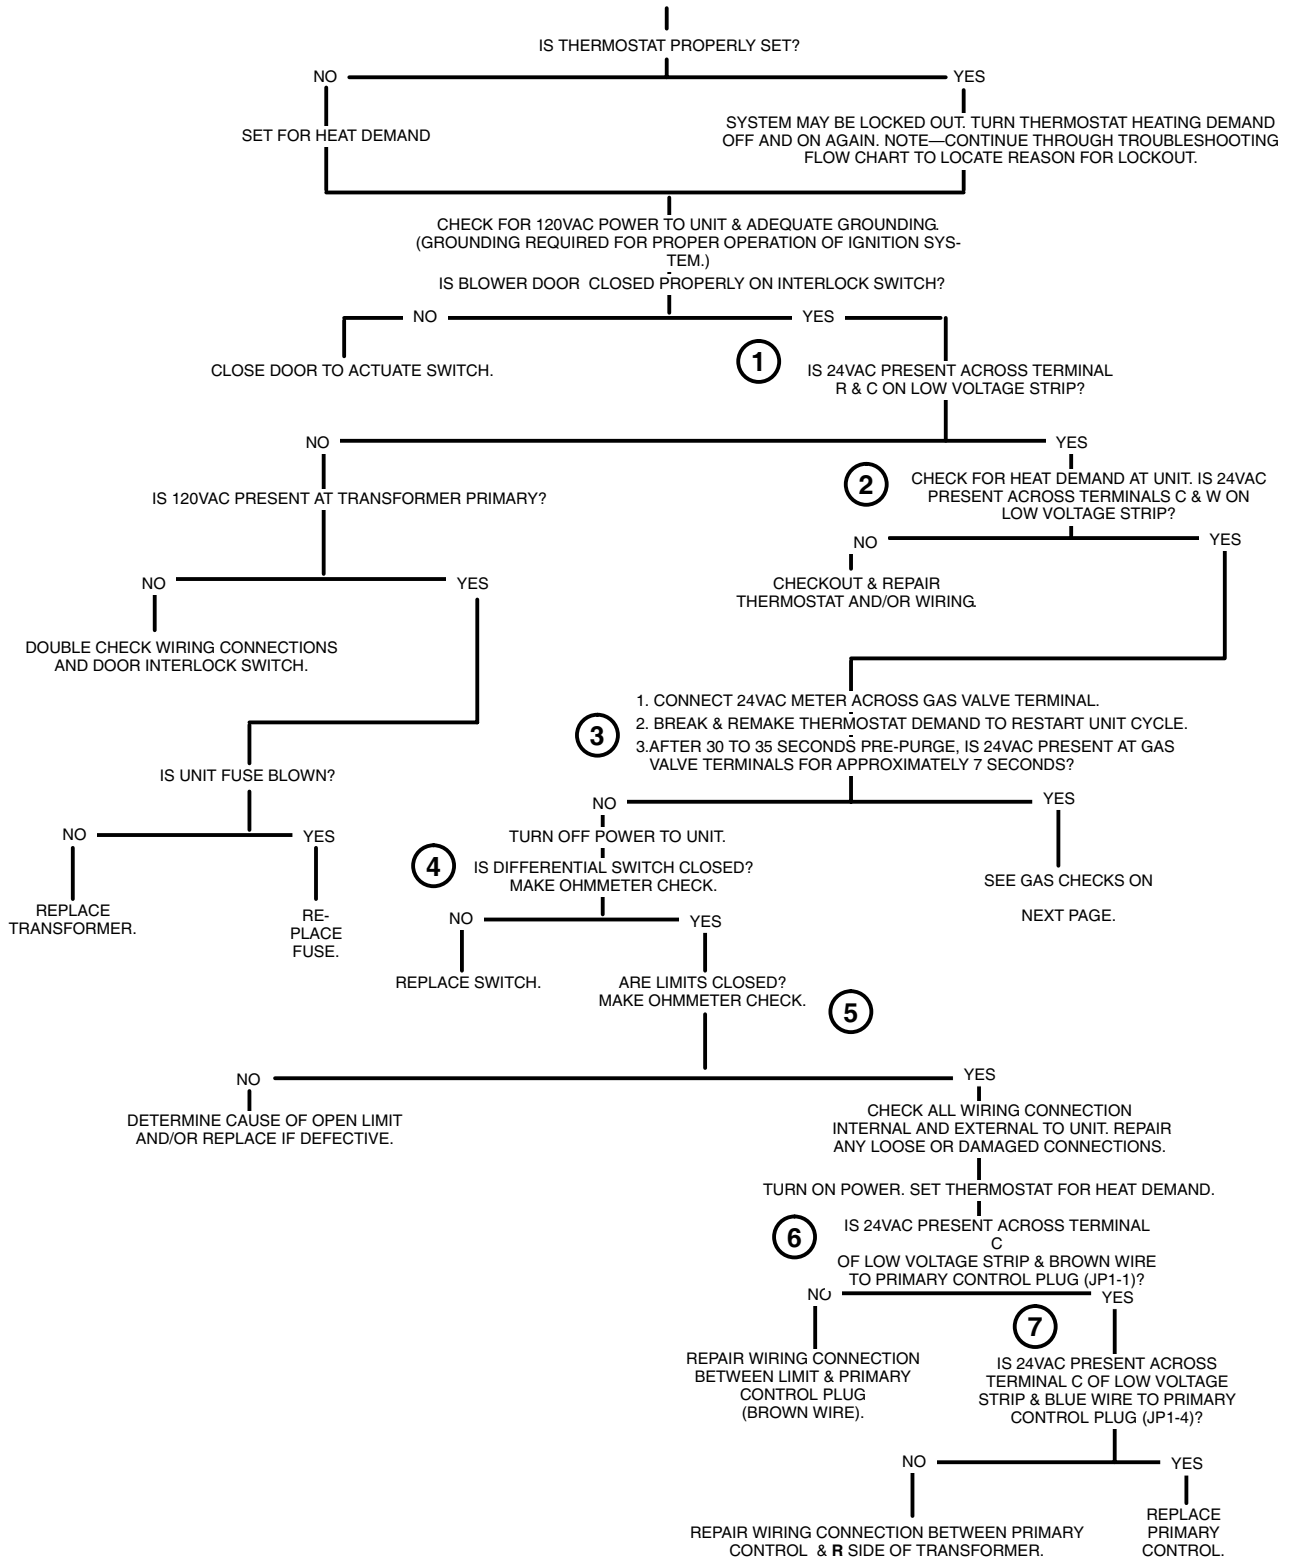 IS THERMOSTAT PROPERLY SET?
NO
YES
SET FOR HEAT DEMAND
SYSTEM MAY BE LOCKED OUT. TURN THERMOSTAT HEATING DEMAND
OFF AND ON AGAIN. NOTE—CONTINUE THROUGH TROUBLESHOOTING
FLOW CHART TO LOCATE REASON FOR LOCKOUT.
CHECK FOR 120VAC POWER TO UNIT & ADEQUATE GROUNDING.
(GROUNDING REQUIRED FOR PROPER OPERATION OF IGNITION SYS-
TEM.)
IS BLOWER DOOR CLOSED PROPERLY ON INTERLOCK SWITCH?
NO
YES
CLOSE DOOR TO ACTUATE SWITCH.
1
IS 24VAC PRESENT ACROSS TERMINAL
R & C ON LOW VOLTAGE STRIP?
NO
YES
IS 120VAC PRESENT AT TRANSFORMER PRIMARY?
2
CHECK FOR HEAT DEMAND AT UNIT. IS 24VAC
PRESENT ACROSS TERMINALS C & W ON
LOW VOLTAGE STRIP?
NO
YES
CHECKOUT & REPAIR
THERMOSTAT AND/OR WIRING.
NO
YES
DOUBLE CHECK WIRING CONNECTIONS
AND DOOR INTERLOCK SWITCH.
1. CONNECT 24VAC METER ACROSS GAS VALVE TERMINAL.
2. BREAK & REMAKE THERMOSTAT DEMAND TO RESTART UNIT CYCLE.
3
3.AFTER 30 TO 35 SECONDS PRE-PURGE, IS 24VAC PRESENT AT GAS
VALVE TERMINALS FOR APPROXIMATELY 7 SECONDS?
IS UNIT FUSE BLOWN?
NO
YES
NO
YES
REPLACE
TRANSFORMER.
RE-
PLACE
FUSE.
TURN OFF POWER TO UNIT.
4
IS DIFFERENTIAL SWITCH CLOSED?
MAKE OHMMETER CHECK.
SEE GAS CHECKS ON
NEXT PAGE.
NO
YES
REPLACE SWITCH.
ARE LIMITS CLOSED?
MAKE OHMMETER CHECK.
5
NO
YES
DETERMINE CAUSE OF OPEN LIMIT
AND/OR REPLACE IF DEFECTIVE.
CHECK ALL WIRING CONNECTION
INTERNAL AND EXTERNAL TO UNIT. REPAIR
ANY LOOSE OR DAMAGED CONNECTIONS.
TURN ON POWER. SET THERMOSTAT FOR HEAT DEMAND.
6
IS 24VAC PRESENT ACROSS TERMINAL
C
OF LOW VOLTAGE STRIP & BROWN WIRE
TO PRIMARY CONTROL PLUG (JP1-1)?
NO
YES
7
REPAIR WIRING CONNECTION
BETWEEN LIMIT & PRIMARY
CONTROL PLUG
(BROWN WIRE).
IS 24VAC PRESENT ACROSS
TERMINAL C OF LOW VOLTAGE
STRIP & BLUE WIRE TO PRIMARY
CONTROL PLUG (JP1-4)?
NO
YES
REPAIR WIRING CONNECTION BETWEEN PRIMARY
CONTROL & R SIDE OF TRANSFORMER.
REPLACE
PRIMARY
CONTROL.